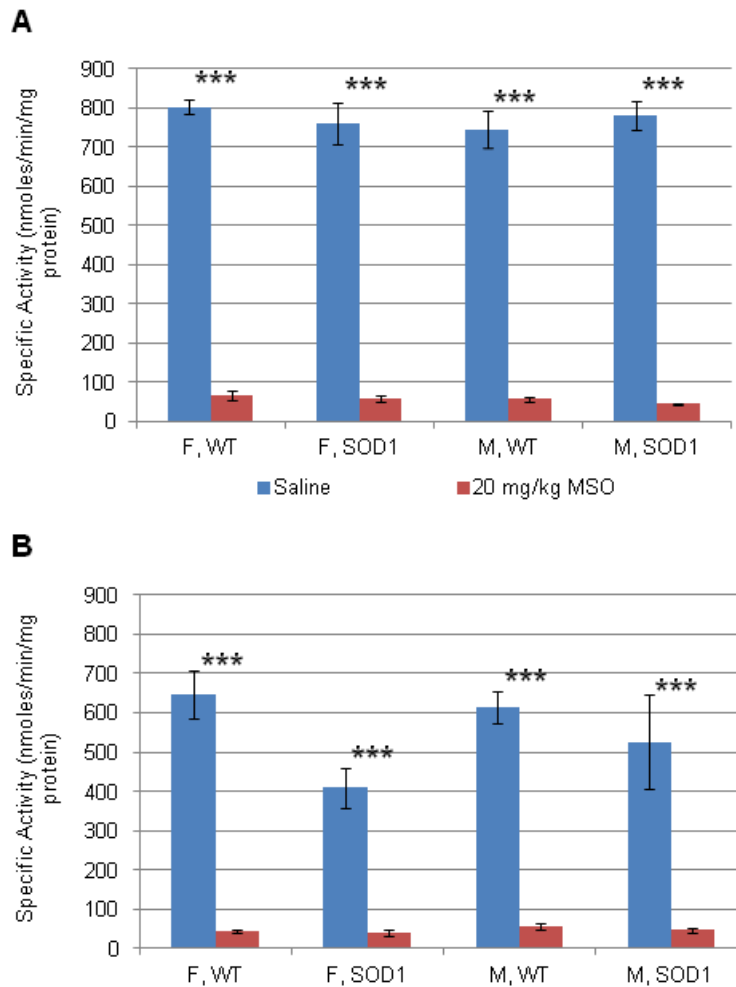 A
***
***
***
***
900
800
700
600
500
400
300
200
100
0
Specific Activity (nmoles/min/mg
protein)
F, WT
F, SOD1
M, WT
M, SOD1
Saline
20 mg/kg MSO
B
***
***
***
***
900
800
700
600
500
400
300
200
100
0
Specific Activity (nmoles/min/mg
protein)
F, WT
F, SOD1
M, WT
M, SOD1